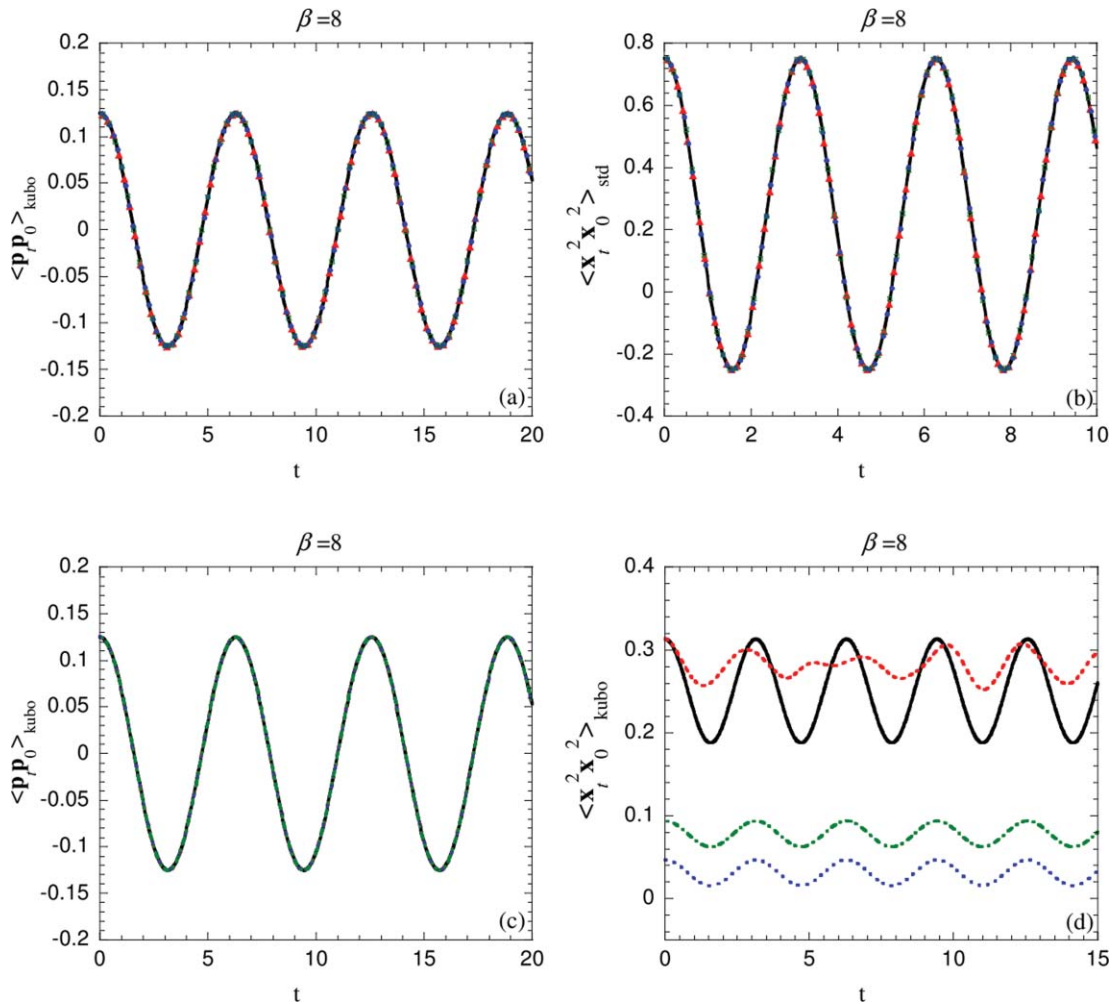 β=8
0.2
0.15
0.1
0.05
0
-0.05
-0.1
-0.15
-0.2
<p_t p_0>_kubo
0 5 10 15 20
t
(a)
β=8
0.8
0.6
0.4
0.2
0
-0.2
-0.4
<x_t^2 x_0^2>_std
0 2 4 6 8 10
t
(b)
β=8
0.2
0.15
0.1
0.05
0
-0.05
-0.1
-0.15
-0.2
<p_t p_0>_kubo
0 5 10 15 20
t
(c)
β=8
0.4
0.3
0.2
0.1
0
<x_t^2 x_0^2>_kubo
0 5 10 15
t
(d)